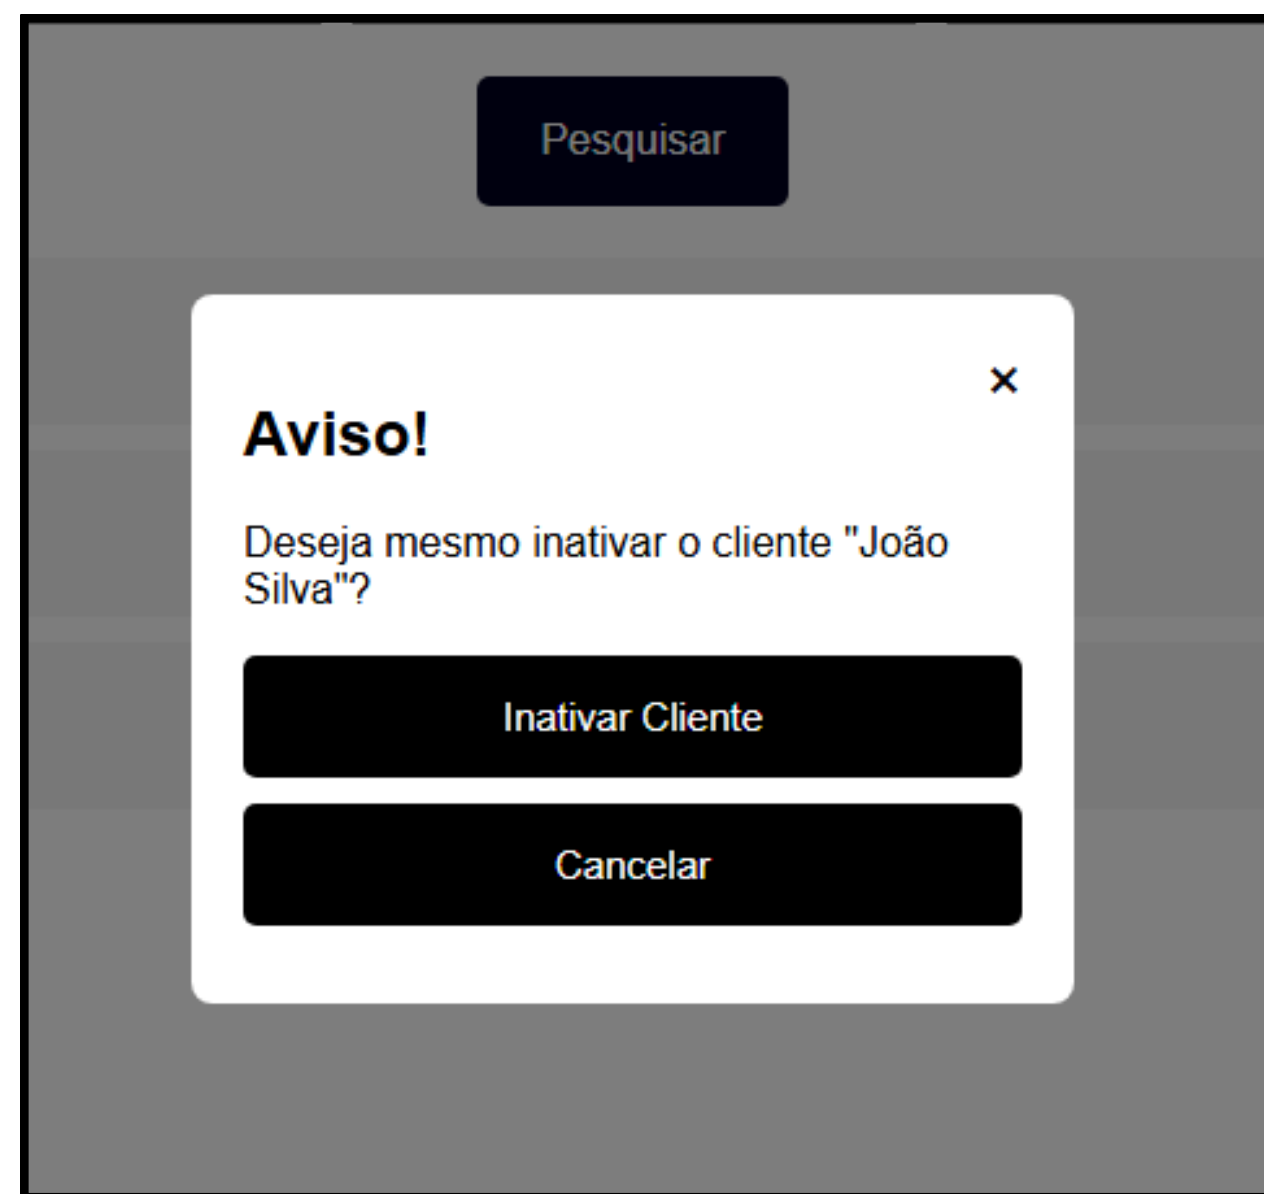 Pesquisar
×
Aviso!
Deseja mesmo inativar o cliente "João
Silva"?
Inativar Cliente
Cancelar